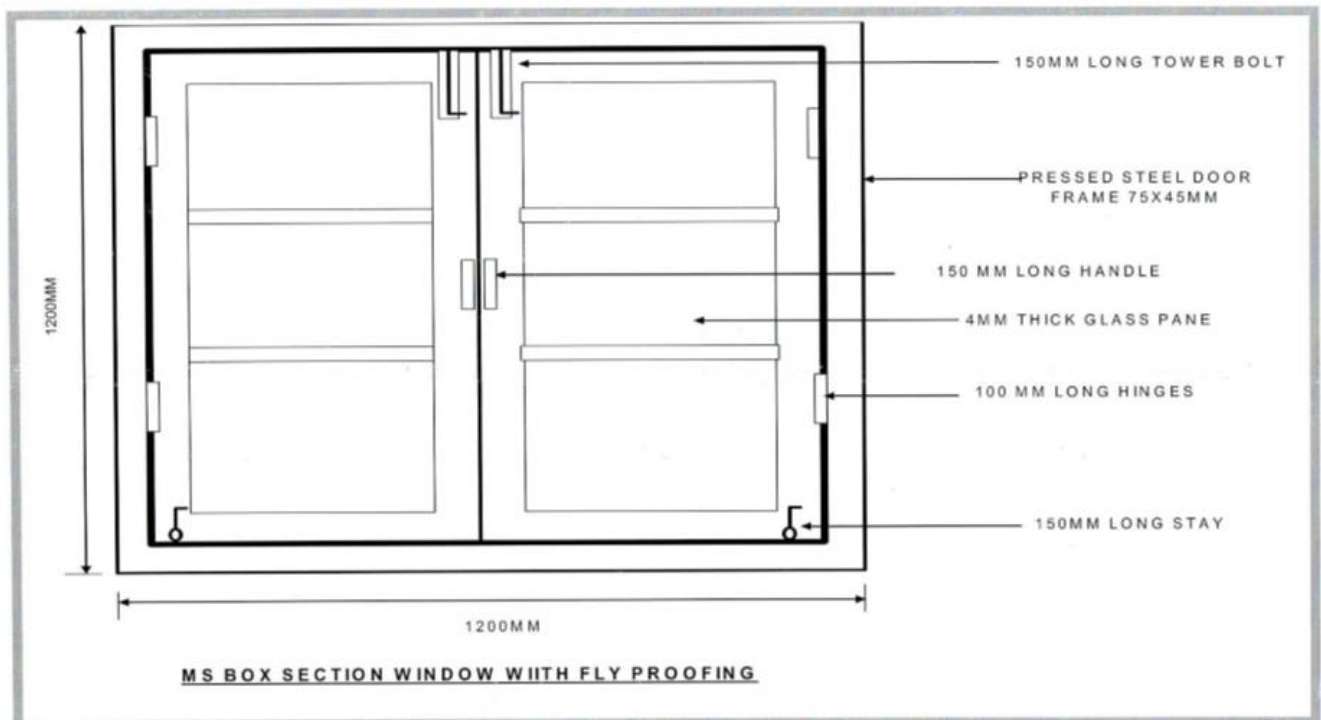 150MM LONG TOWER BOLT
PRESSED STEEL DOOR
FRAME 75X45MM
150 MM LONG HANDLE
4MM THICK GLASS PANE
100 MM LONG HINGES
150MM LONG STAY
1200MM
1200MM
MS BOX SECTION WINDOW WIITH FLY PROOFING